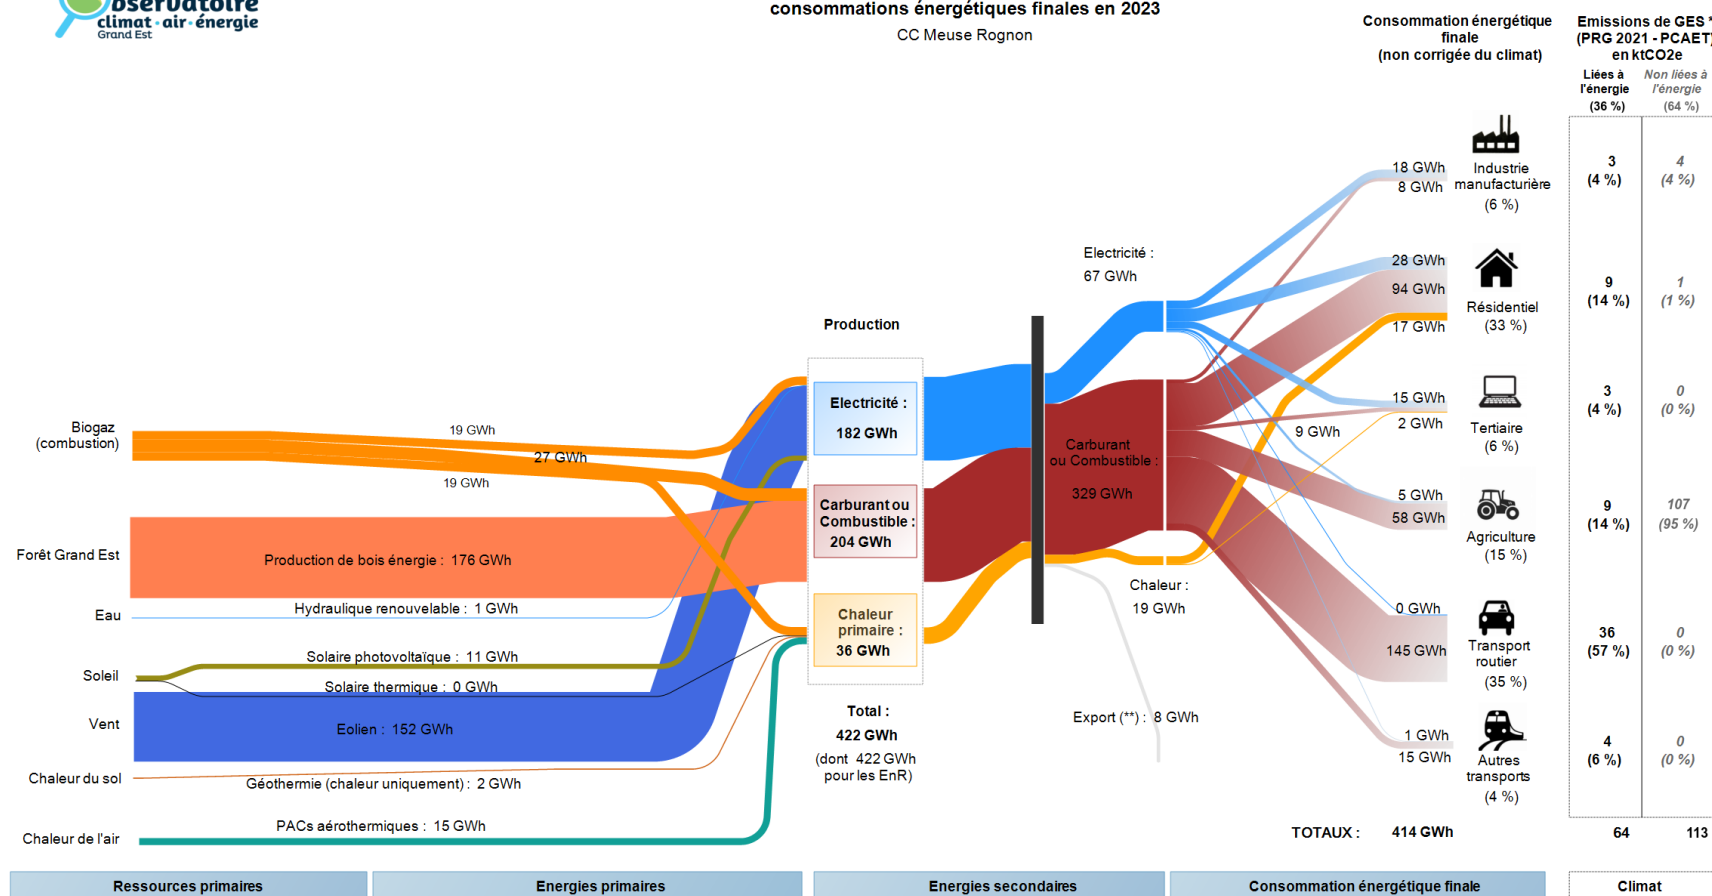 Observatoire
climat · air · énergie
Grand Est
consommations énergétiques finales en 2023
CC Meuse Rognon
Consommation énergétique
finale
(non corrigée du climat)
Emissions de GES *
(PRG 2021 - PCAET)
en ktCO2e
Liées à
l'énergie
(36 %)
Non liées à
l'énergie
(64 %)
Biogaz
(combustion)
19 GWh
27 GWh
19 GWh
Forêt Grand Est
Production de bois énergie : 176 GWh
Eau
Hydraulique renouvelable : 1 GWh
Soleil
Solaire photovoltaïque : 11 GWh
Solaire thermique : 0 GWh
Vent
Eolien : 152 GWh
Chaleur du sol
Géothermie (chaleur uniquement) : 2 GWh
Chaleur de l'air
PACs aérothermiques : 15 GWh
Production
Electricité :
182 GWh
Carburant ou
Combustible :
204 GWh
Chaleur
primaire :
36 GWh
Total :
422 GWh
(dont 422 GWh
pour les EnR)
Electricité :
67 GWh
Carburant
ou Combustible :
329 GWh
Chaleur :
19 GWh
Export (**) : 8 GWh
9 GWh
18 GWh
8 GWh
Industrie
manufacturière
(6 %)
3
(4 %)
4
(4 %)
28 GWh
94 GWh
17 GWh
Résidentiel
(33 %)
9
(14 %)
1
(1 %)
15 GWh
2 GWh
Tertiaire
(6 %)
3
(4 %)
0
(0 %)
5 GWh
58 GWh
Agriculture
(15 %)
9
(14 %)
107
(95 %)
0 GWh
145 GWh
Transport
routier
(35 %)
36
(57 %)
0
(0 %)
1 GWh
15 GWh
Autres
transports
(4 %)
4
(6 %)
0
(0 %)
TOTAUX : 414 GWh
64
113
Ressources primaires
Energies primaires
Energies secondaires
Consommation énergétique finale
Climat